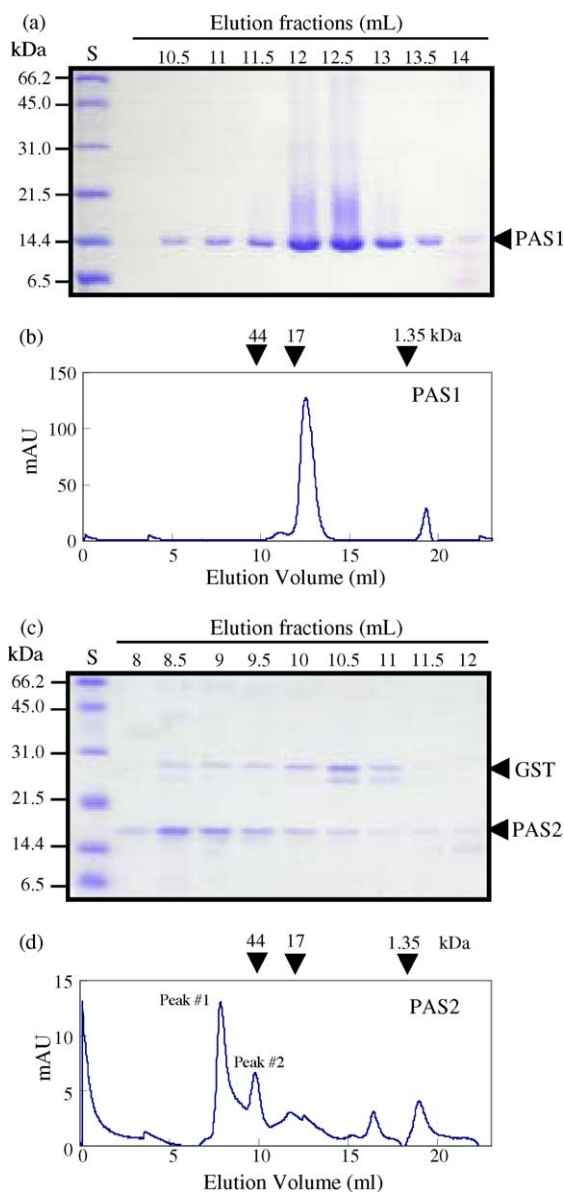 (a) Elution fractions (mL)
kDa S 10.5 11 11.5 12 12.5 13 13.5 14
66.2
45.0
31.0
21.5
14.4 PAS1
6.5
(b) 44 17 1.35 kDa
150 PAS1
100
50
0
mAU
0 5 10 15 20
Elution Volume (ml)
(c) Elution fractions (mL)
kDa S 8 8.5 9 9.5 10 10.5 11 11.5 12
66.2
45.0
31.0
GST
21.5
PAS2
14.4
6.5
(d) 44 17 1.35 kDa
15 PAS2
Peak #1
10
Peak #2
5
0
mAU
0 5 10 15 20
Elution Volume (ml)